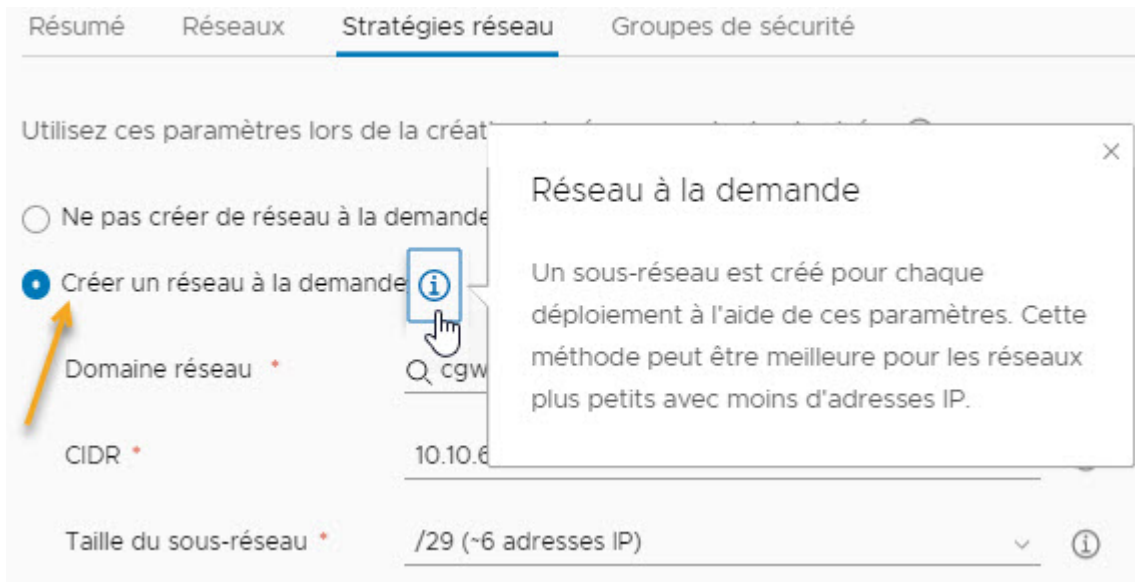 Résumé Réseaux Stratégies réseau Groupes de sécurité
Utilisez ces paramètres lors de la
Ne pas créer de réseau à la demande
Créer un réseau à la demande
Réseau à la demande
Un sous-réseau est créé pour chaque
déploiement à l'aide de ces paramètres. Cette
méthode peut être meilleure pour les réseaux
plus petits avec moins d'adresses IP.
Domaine réseau * cgw
CIDR * 10.10.6
Taille du sous-réseau * /29 (~6 adresses IP)